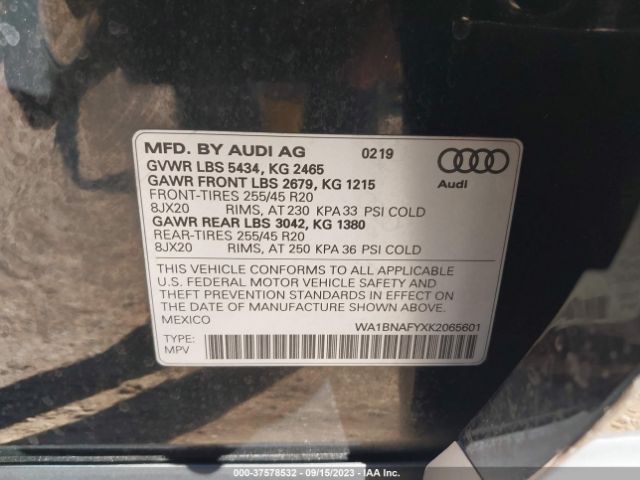 MFD. BY AUDI AG 0219
GVWR LBS 5434, KG 2465
GAWR FRONT LBS 2679, KG 1215
FRONT-TIRES 255/45 R20
8JX20 RIMS, AT 230 KPA 33 PSI COLD
GAWR REAR LBS 3042, KG 1380
REAR-TIRES 255/45 R20
8JX20 RIMS, AT 250 KPA 36 PSI COLD
Audi
THIS VEHICLE CONFORMS TO ALL APPLICABLE
U.S. FEDERAL MOTOR VEHICLE SAFETY AND
THEFT PREVENTION STANDARDS IN EFFECT ON
THE DATE OF MANUFACTURE SHOWN ABOVE.
MEXICO WA1BNAFYXK2065601
TYPE:
MPV
000-37578532 - 09/15/2023 - IAA Inc.